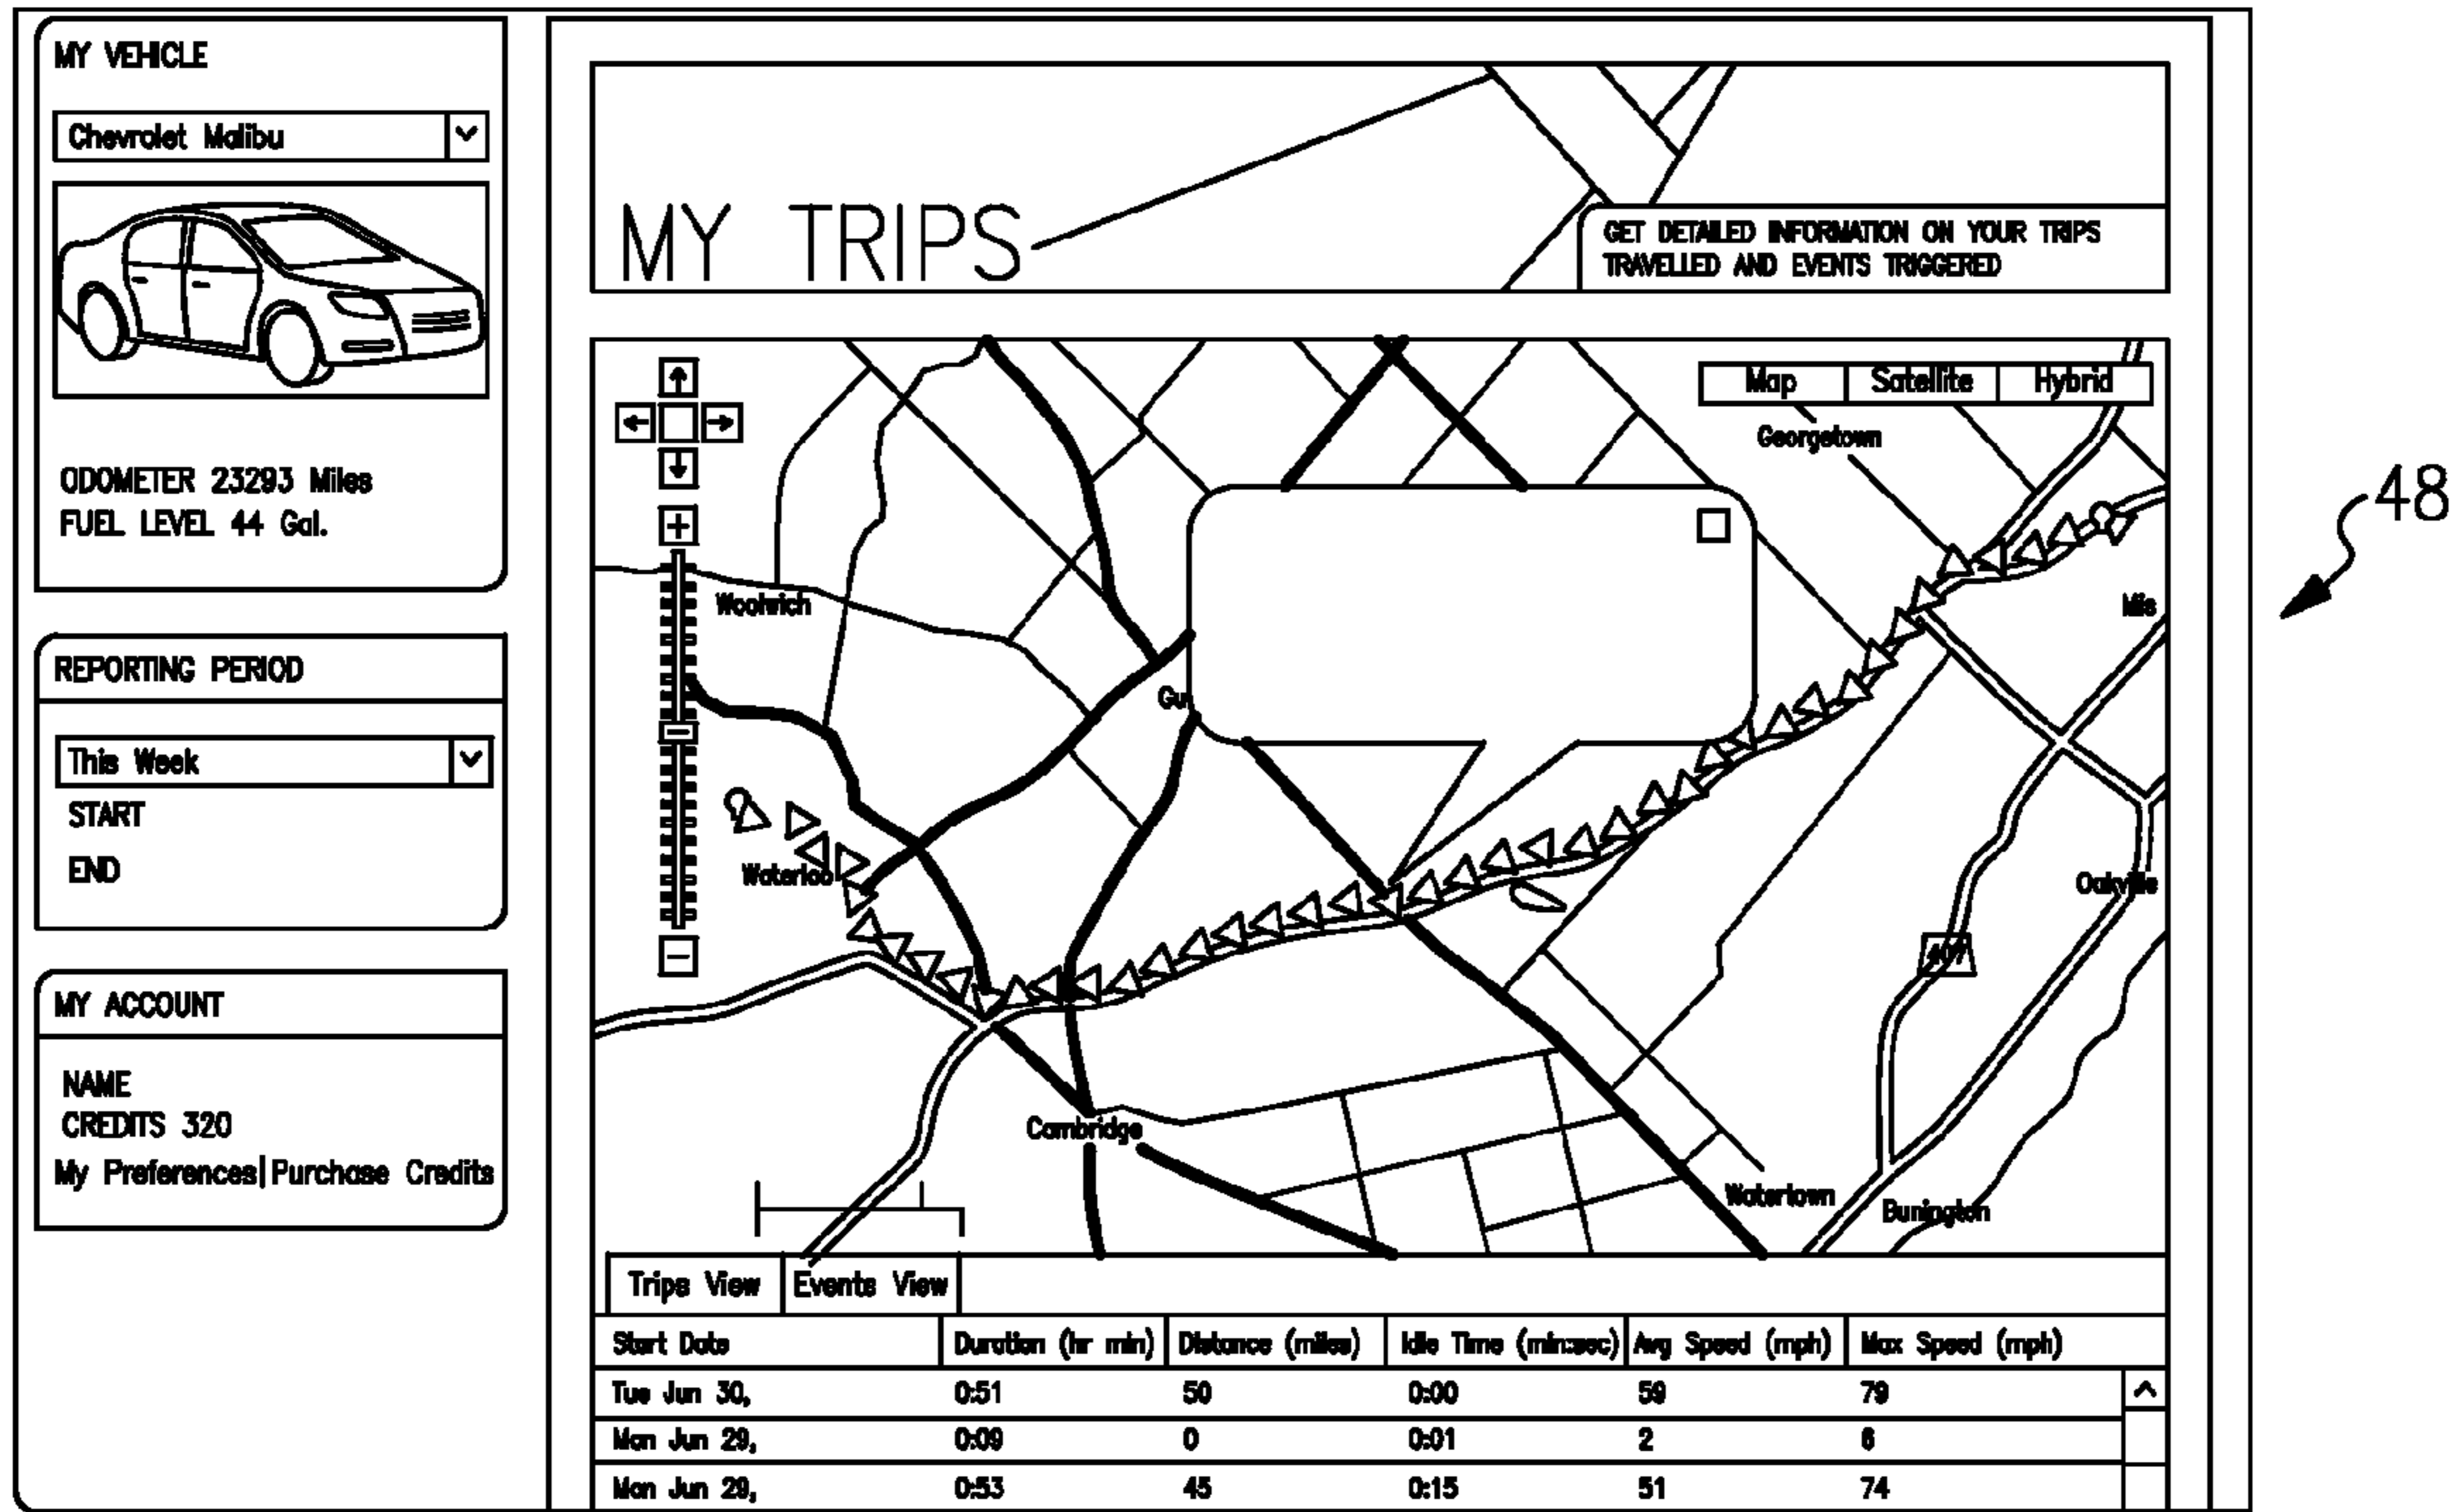 MY VEHICLE
Chevrolet Malibu
ODOMETER 23293 Miles
FUEL LEVEL 44 Gal.
REPORTING PERIOD
This Week
START
END
MY ACCOUNT
NAME
CREDITS 320
My Preferences|Purchase Credits
MY TRIPS
GET DETAILED INFORMATION ON YOUR TRIPS
TRAVELLED AND EVENTS TRIGGERED
Map Satellite Hybrid
Georgetown
Woolwich
Mis
Gu
Waterloo
Oakville
407
Cambridge
Watertown
Bunington
Trips View Events View
Start Date Duration (hr min) Distance (miles) Idle Time (min:sec) Avg Speed (mph) Max Speed (mph)
Tue Jun 30, 0:51 50 0:00 59 79
Mon Jun 29, 0:09 0 0:01 2 6
Mon Jun 29, 0:53 45 0:15 51 74
48